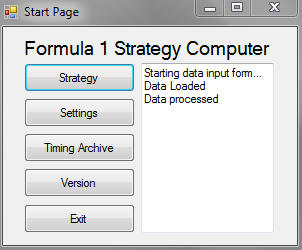 Start Page
Formula 1 Strategy Computer
Strategy
Settings
Timing Archive
Version
Exit
Starting data input form...
Data Loaded
Data processed